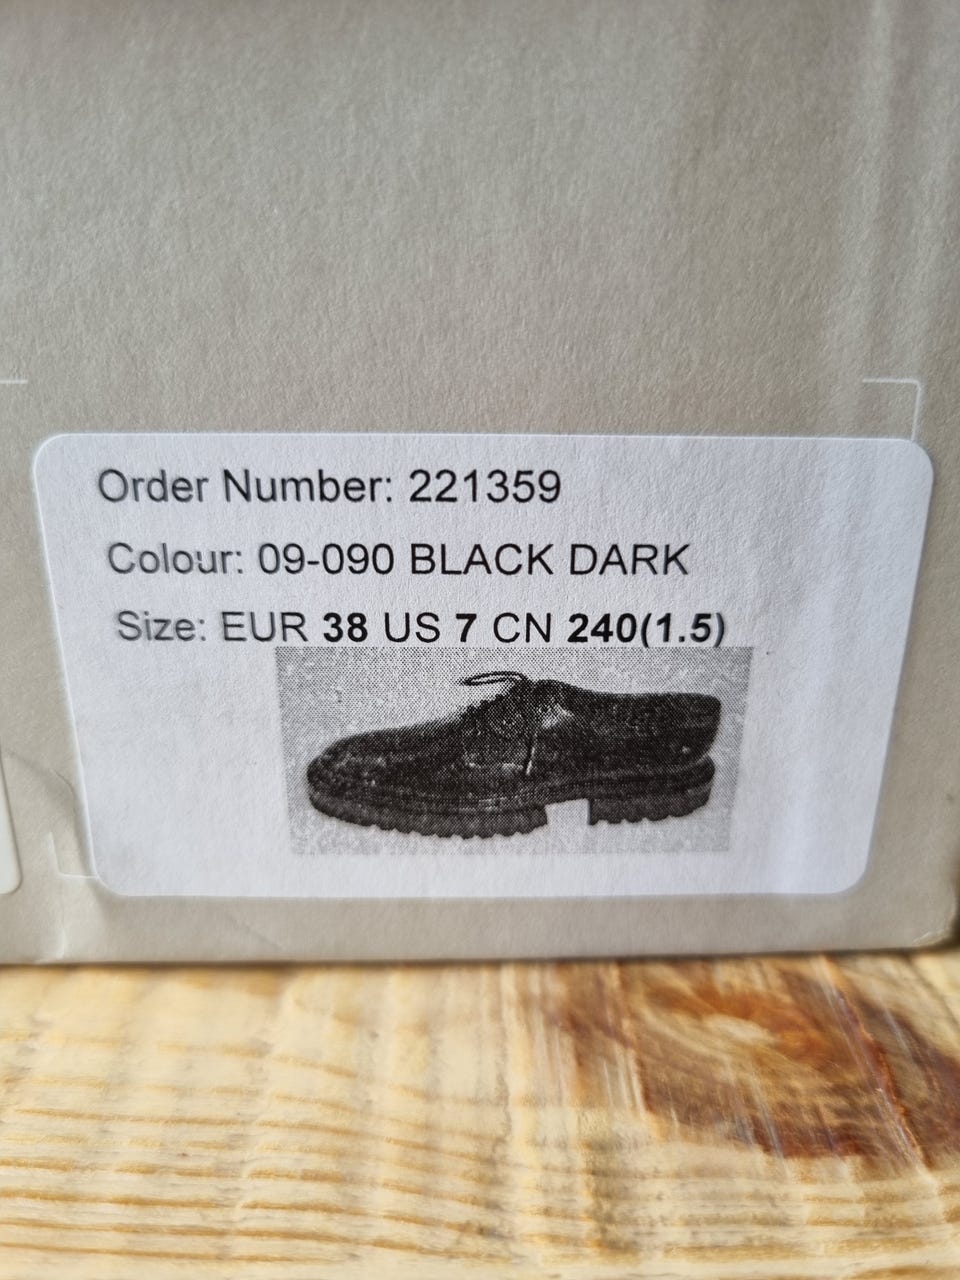 Order Number: 221359
Colour: 09-090 BLACK DARK
Size: EUR 38 US 7 CN 240(1.5)